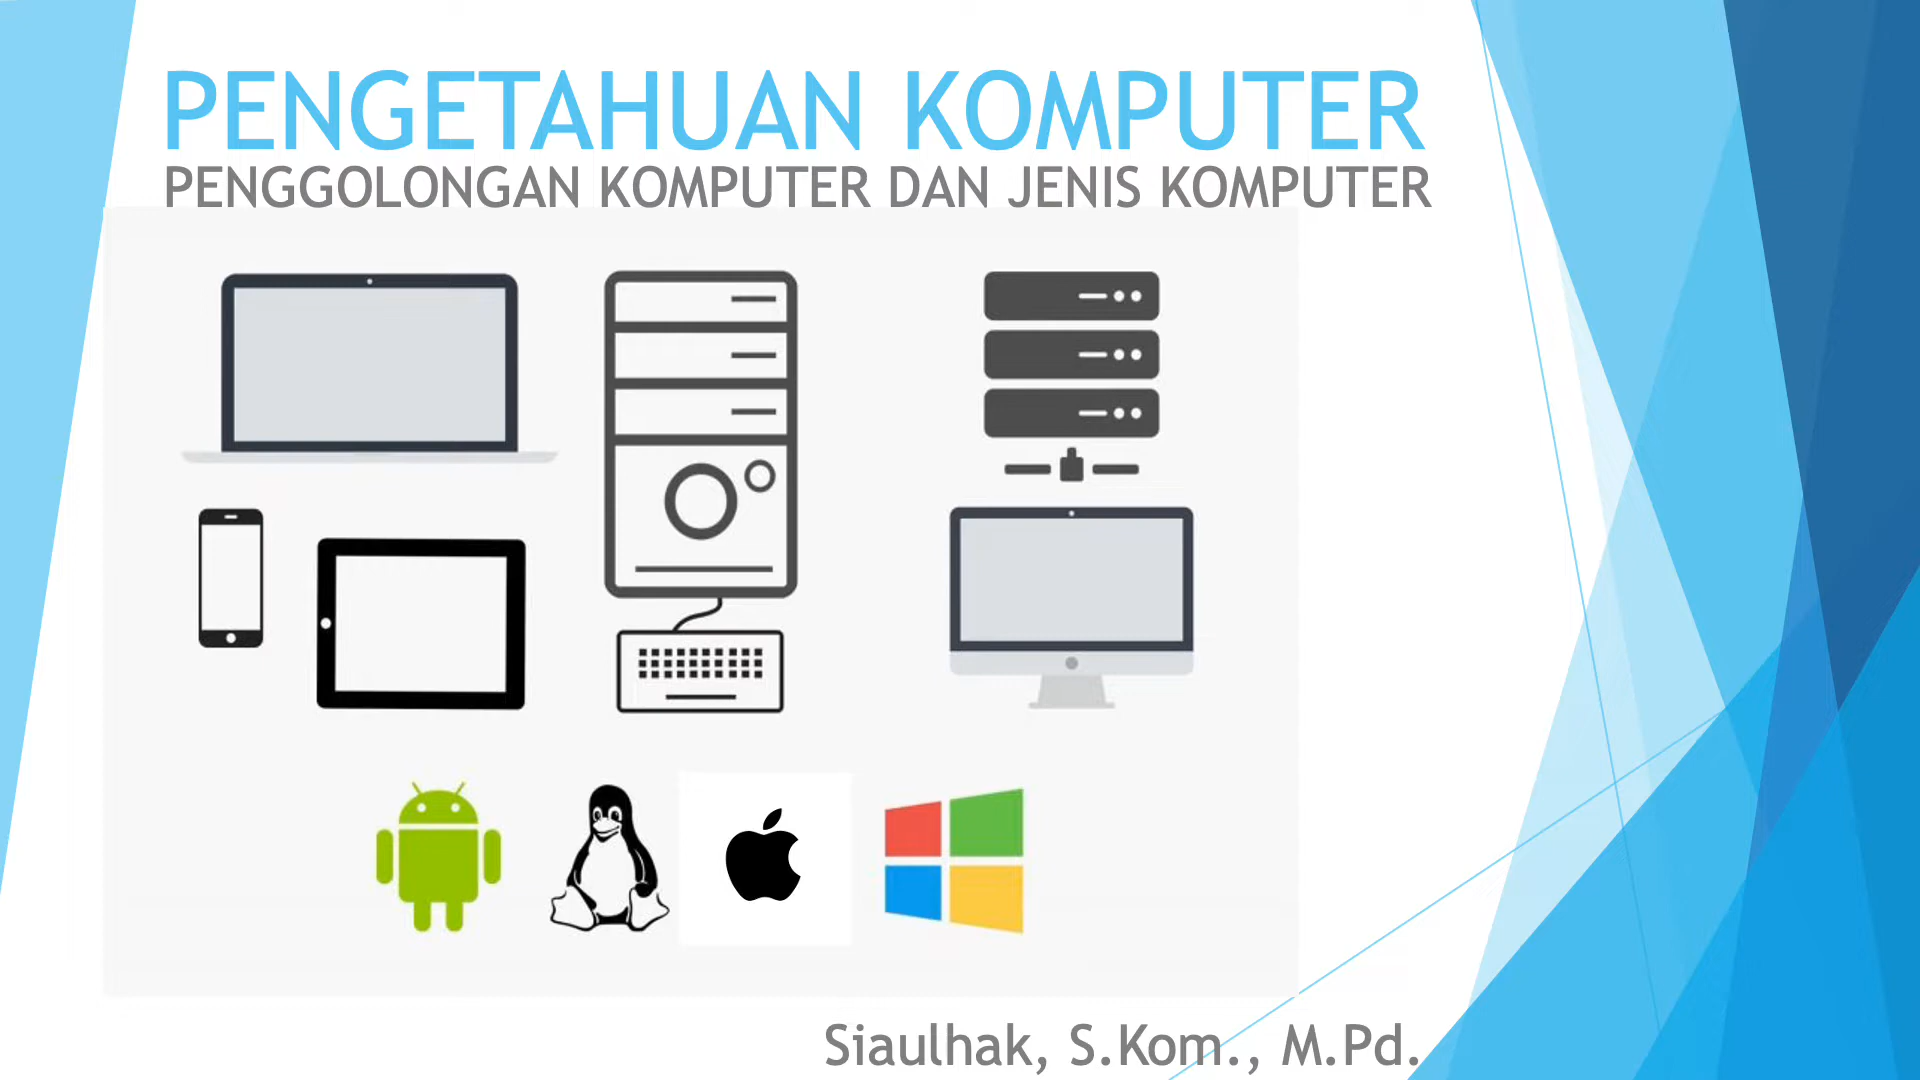 PENGETAHUAN KOMPUTER
PENGGOLONGAN KOMPUTER DAN JENIS KOMPUTER
Siaulhak, S.Kom., M.Pd.